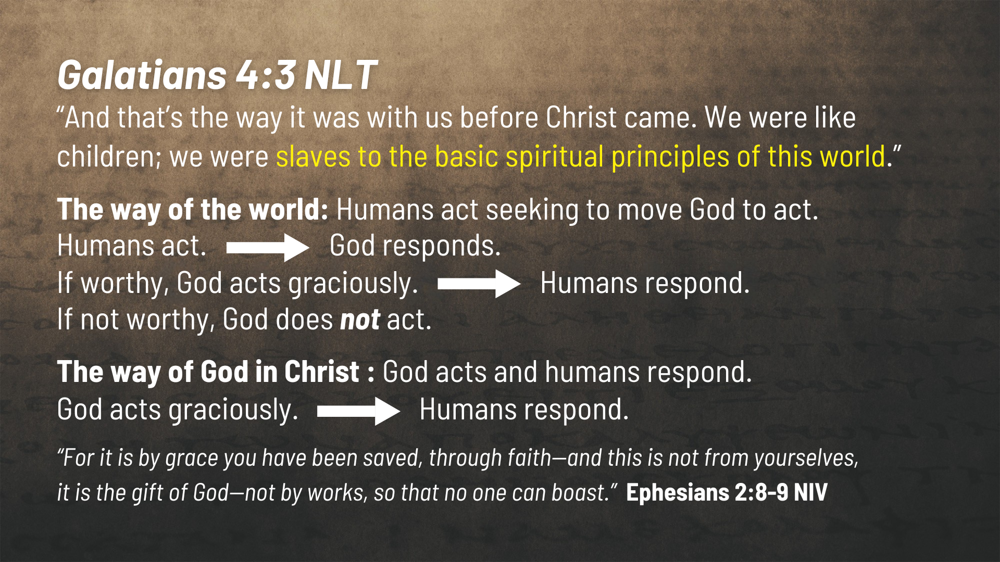 Galatians 4:3 NLT
“And that’s the way it was with us before Christ came. We were like
children; we were slaves to the basic spiritual principles of this world.”
The way of the world: Humans act seeking to move God to act.
Humans act. → God responds.
If worthy, God acts graciously. → Humans respond.
If not worthy, God does not act.
The way of God in Christ : God acts and humans respond.
God acts graciously. → Humans respond.
“For it is by grace you have been saved, through faith—and this is not from yourselves,
it is the gift of God—not by works, so that no one can boast.” Ephesians 2:8-9 NIV